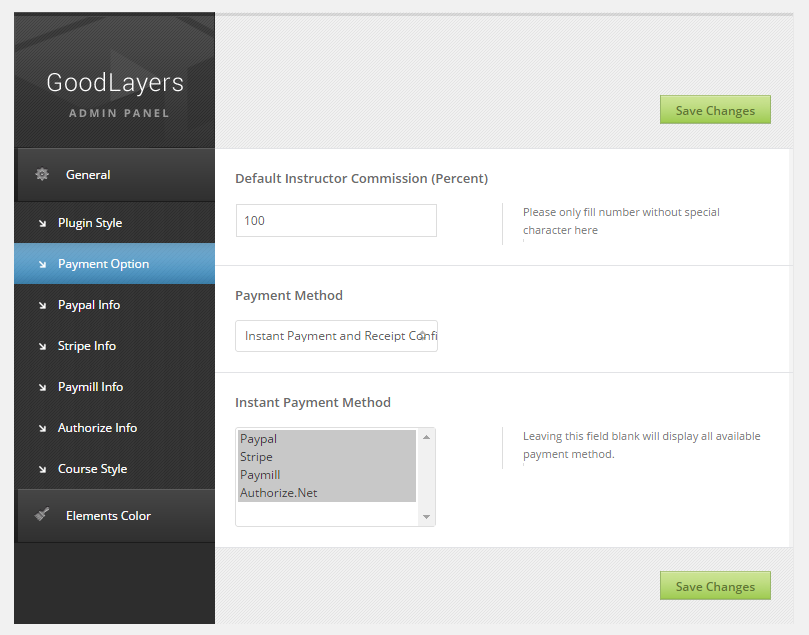 GoodLayers
ADMIN PANEL
General
Plugin Style
Payment Option
Paypal Info
Stripe Info
Paymill Info
Authorize Info
Course Style
Elements Color
Save Changes
Default Instructor Commission (Percent)
100
Please only fill number without special
character here
Payment Method
Instant Payment and Receipt Confi
Instant Payment Method
Paypal
Stripe
Paymill
Authorize.Net
Leaving this field blank will display all available
payment method.
Save Changes